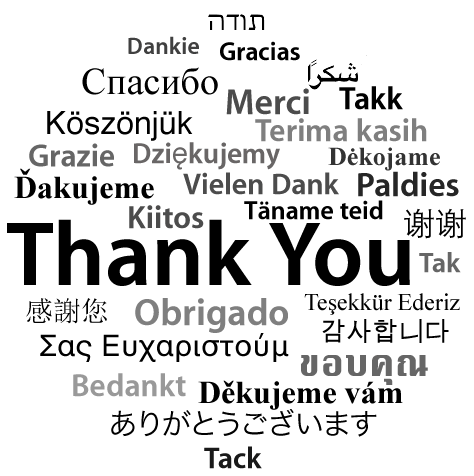 תודה
Dankie Gracias
Спасибо شكرًا
Merci Takk
Köszönjük Terima kasih
Grazie Dziękujemy Dėkojame
Ďakujeme Vielen Dank Paldies
Kiitos Täname teid 谢谢
Thank You Tak
感謝您 Obrigado Teşekkür Ederiz
감사합니다
Σας Ευχαριστούμ ขอบคุณ
Bedankt Děkujeme vám
ありがとうございます
Tack